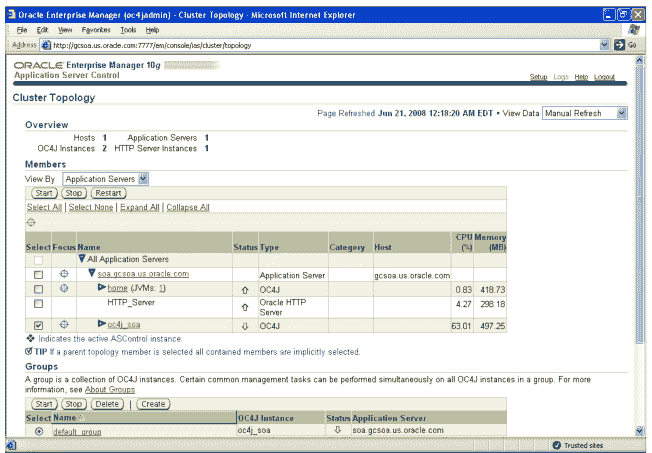 Oracle Enterprise Manager (oc4jadmin) - Cluster Topology - Microsoft Internet Explorer
File Edit View Favorites Tools Help
Address http://gcsoa.us.oracle.com:7777/em/console/ias/cluster/topology Go
ORACLE Enterprise Manager 10g
Application Server Control
Setup Logs Help Logout
Cluster Topology
Page Refreshed Jun 21, 2008 12:18:20 AM EDT • View Data Manual Refresh
Overview
Hosts 1 Application Servers 1
OC4J Instances 2 HTTP Server Instances 1
Members
View By Application Servers
Start Stop Restart
Select All | Select None | Expand All | Collapse All
Select Focus Name Status Type Category Host CPU (%) Memory (MB)
All Application Servers
soa.gcsoa.us.oracle.com Application Server gcsoa.us.oracle.com
home (JVMs: 1) OC4J 0.83 418.73
HTTP_Server Oracle HTTP Server 4.27 298.18
oc4j_soa OC4J 63.01 497.25
Indicates the active ASControl instance.
TIP If a parent topology member is selected all contained members are implicitly selected.
Groups
A group is a collection of OC4J instances. Certain common management tasks can be performed simultaneously on all OC4J instances in a group. For more
information, see About Groups
Start Stop Delete | Create
Select Name OC4J Instance Status Application Server
default_group oc4j_soa soa.gcsoa.us.oracle.com
Trusted sites